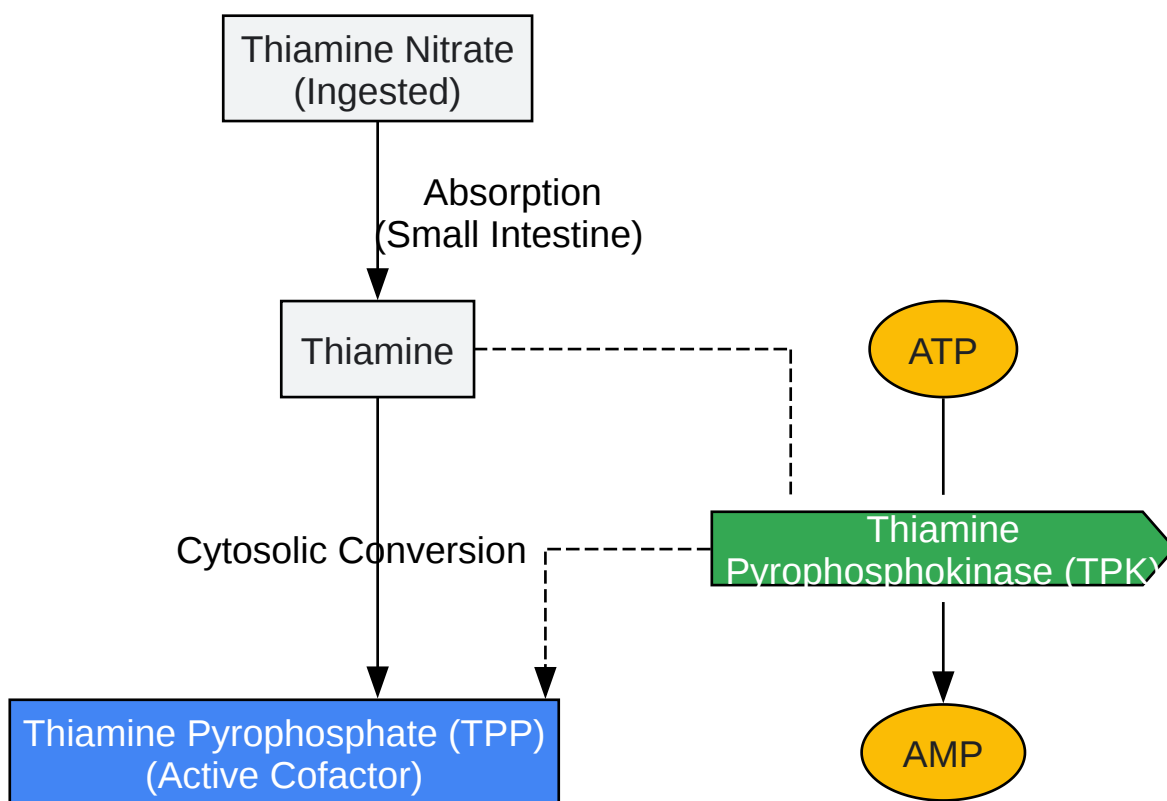 Thiamine Nitrate
(Ingested)
Absorption
(Small Intestine)
Thiamine
ATP
Thiamine
Pyrophosphokinase (TPK)
Cytosolic Conversion
Thiamine Pyrophosphate (TPP)
(Active Cofactor)
AMP